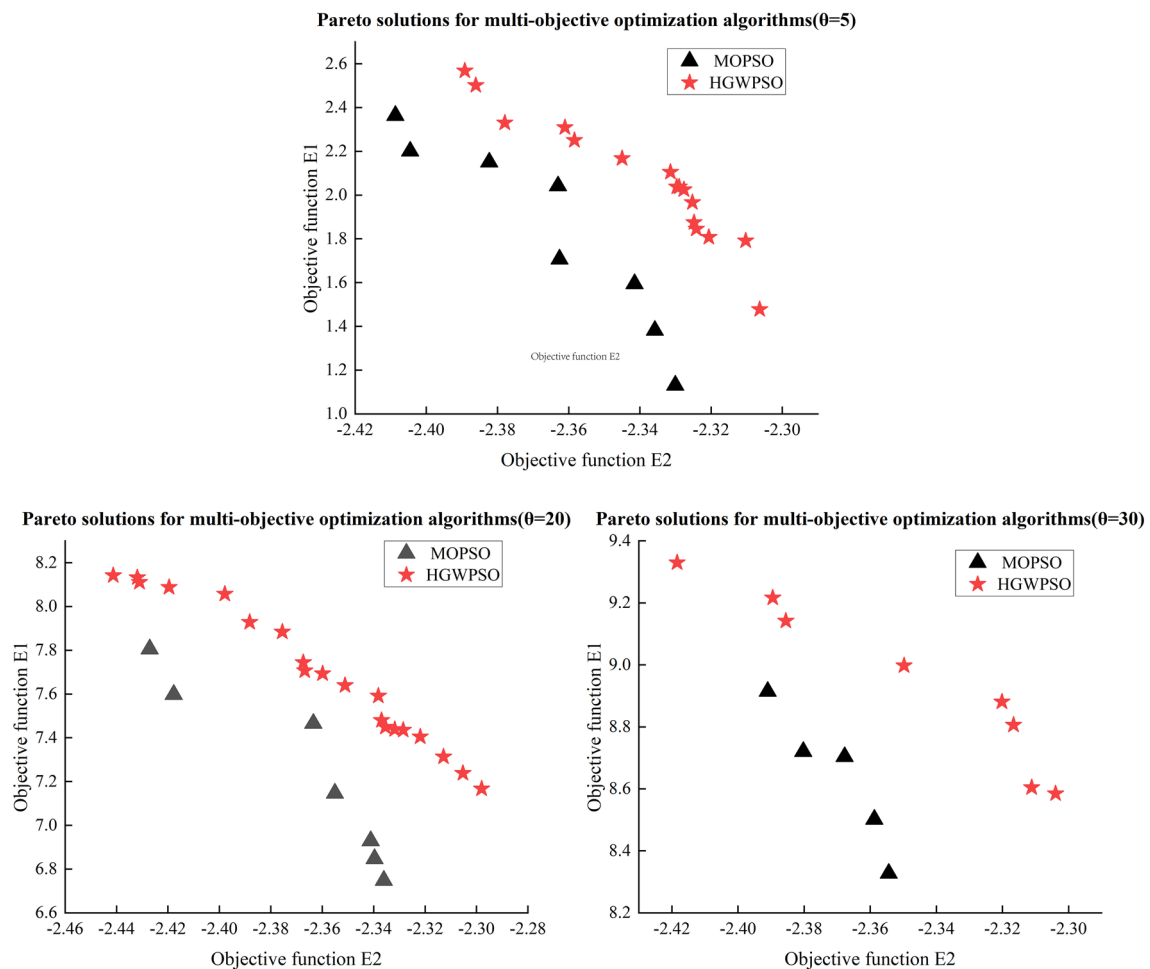 Pareto solutions for multi-objective optimization algorithms(θ=5)
MOPSO
HGWPSO
Objective function E1
2.6
2.4
2.2
2.0
1.8
1.6
1.4
1.2
1.0
Objective function E2
-2.42 -2.40 -2.38 -2.36 -2.34 -2.32 -2.30
Objective function E2
Pareto solutions for multi-objective optimization algorithms(θ=20)
MOPSO
HGWPSO
Objective function E1
8.2
8.0
7.8
7.6
7.4
7.2
7.0
6.8
6.6
-2.46 -2.44 -2.42 -2.40 -2.38 -2.36 -2.34 -2.32 -2.30 -2.28
Objective function E2
Pareto solutions for multi-objective optimization algorithms(θ=30)
MOPSO
HGWPSO
Objective function E1
9.4
9.2
9.0
8.8
8.6
8.4
8.2
-2.42 -2.40 -2.38 -2.36 -2.34 -2.32 -2.30
Objective function E2